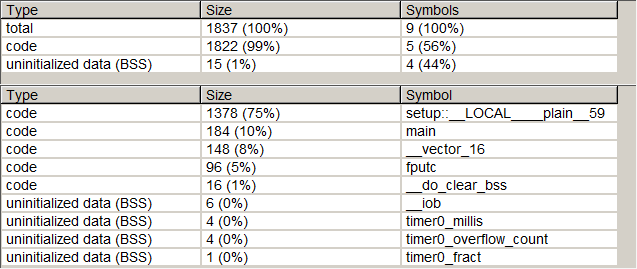 Type Size Symbols
total 1837 (100%) 9 (100%)
code 1822 (99%) 5 (56%)
uninitialized data (BSS) 15 (1%) 4 (44%)
Type Size Symbol
code 1378 (75%) setup::__LOCAL____plain__59
code 184 (10%) main
code 148 (8%) __vector_16
code 96 (5%) fputc
code 16 (1%) __do_clear_bss
uninitialized data (BSS) 6 (0%) __iob
uninitialized data (BSS) 4 (0%) timer0_millis
uninitialized data (BSS) 4 (0%) timer0_overflow_count
uninitialized data (BSS) 1 (0%) timer0_fract